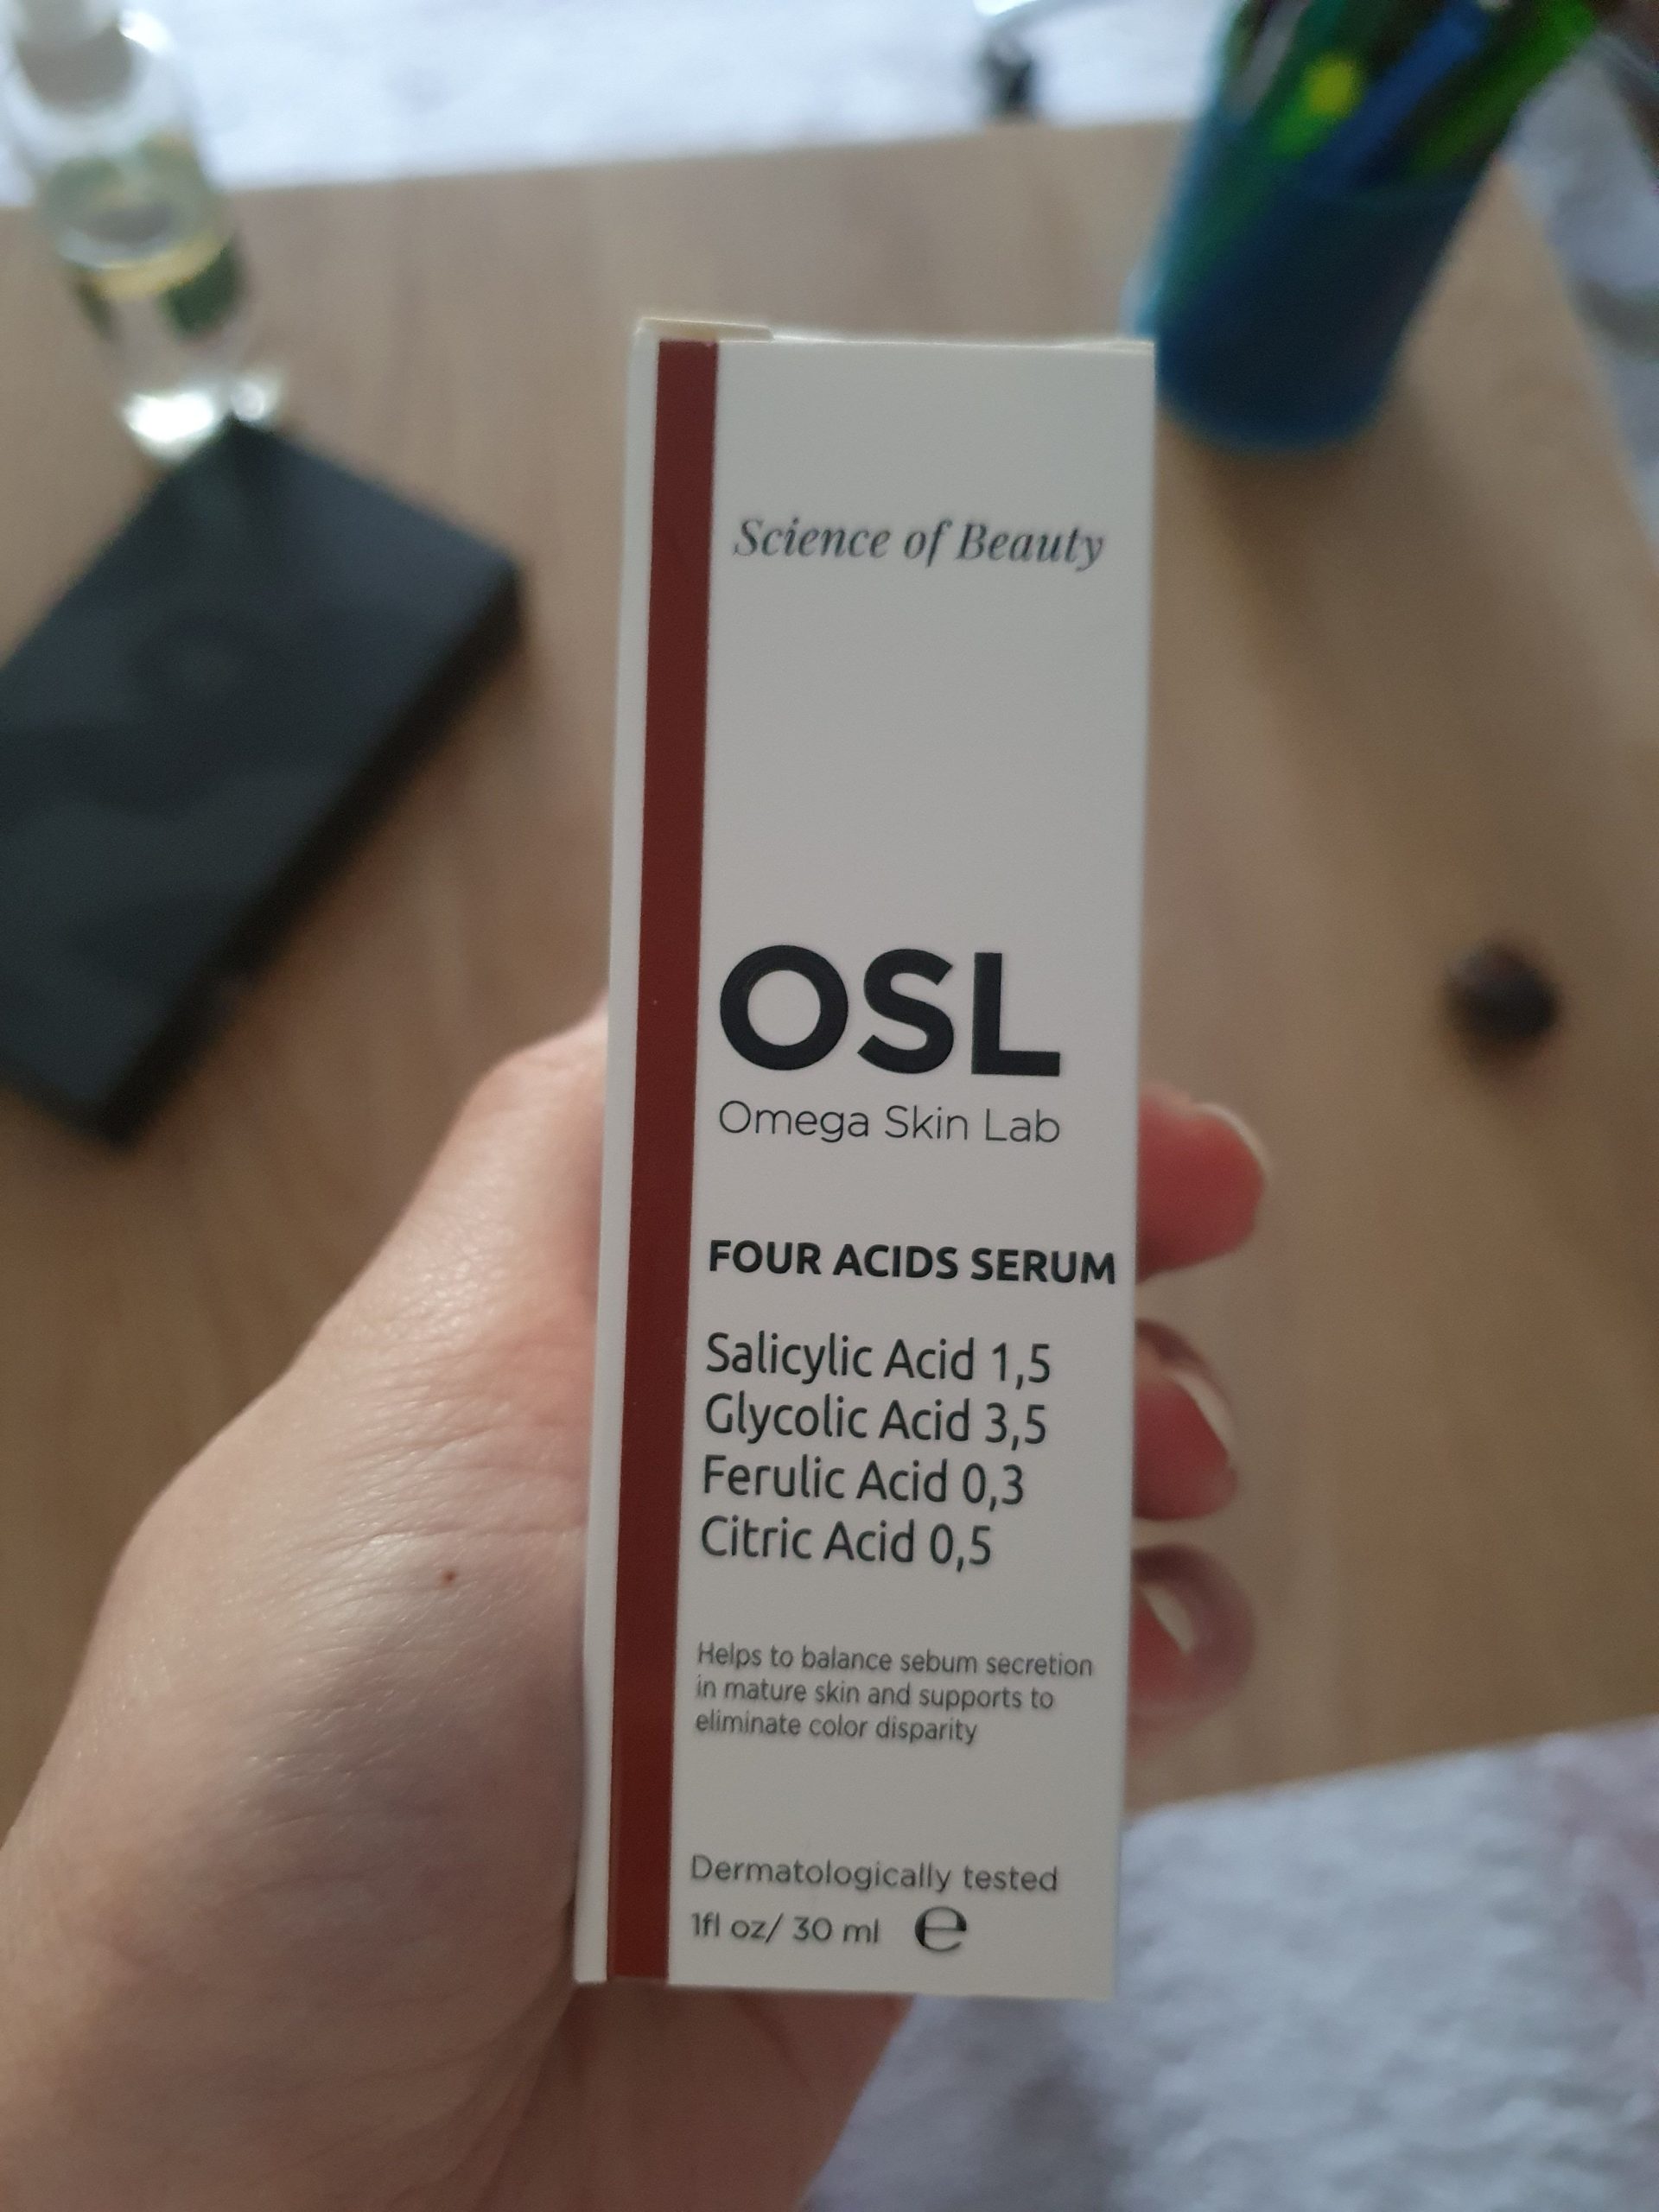 Science of Beauty
OSL
Omega Skin Lab
FOUR ACIDS SERUM
Salicylic Acid 1,5
Glycolic Acid 3,5
Ferulic Acid 0,3
Citric Acid 0,5
Helps to balance sebum secretion
in mature skin and supports to
eliminate color disparity
Dermatologically tested
1fl oz/ 30 ml ℮